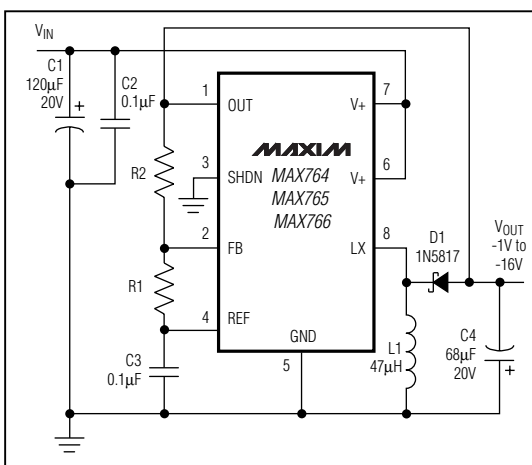 VIN
C1
120µF
20V
+
C2
0.1µF
1
OUT
V+
7
R2
3
SHDN
MAXIM
MAX764
MAX765
MAX766
V+
6
2
FB
LX
8
D1
1N5817
VOUT
-1V to
-16V
R1
4
REF
GND
5
C3
0.1µF
L1
47µH
C4
68µF
20V
+